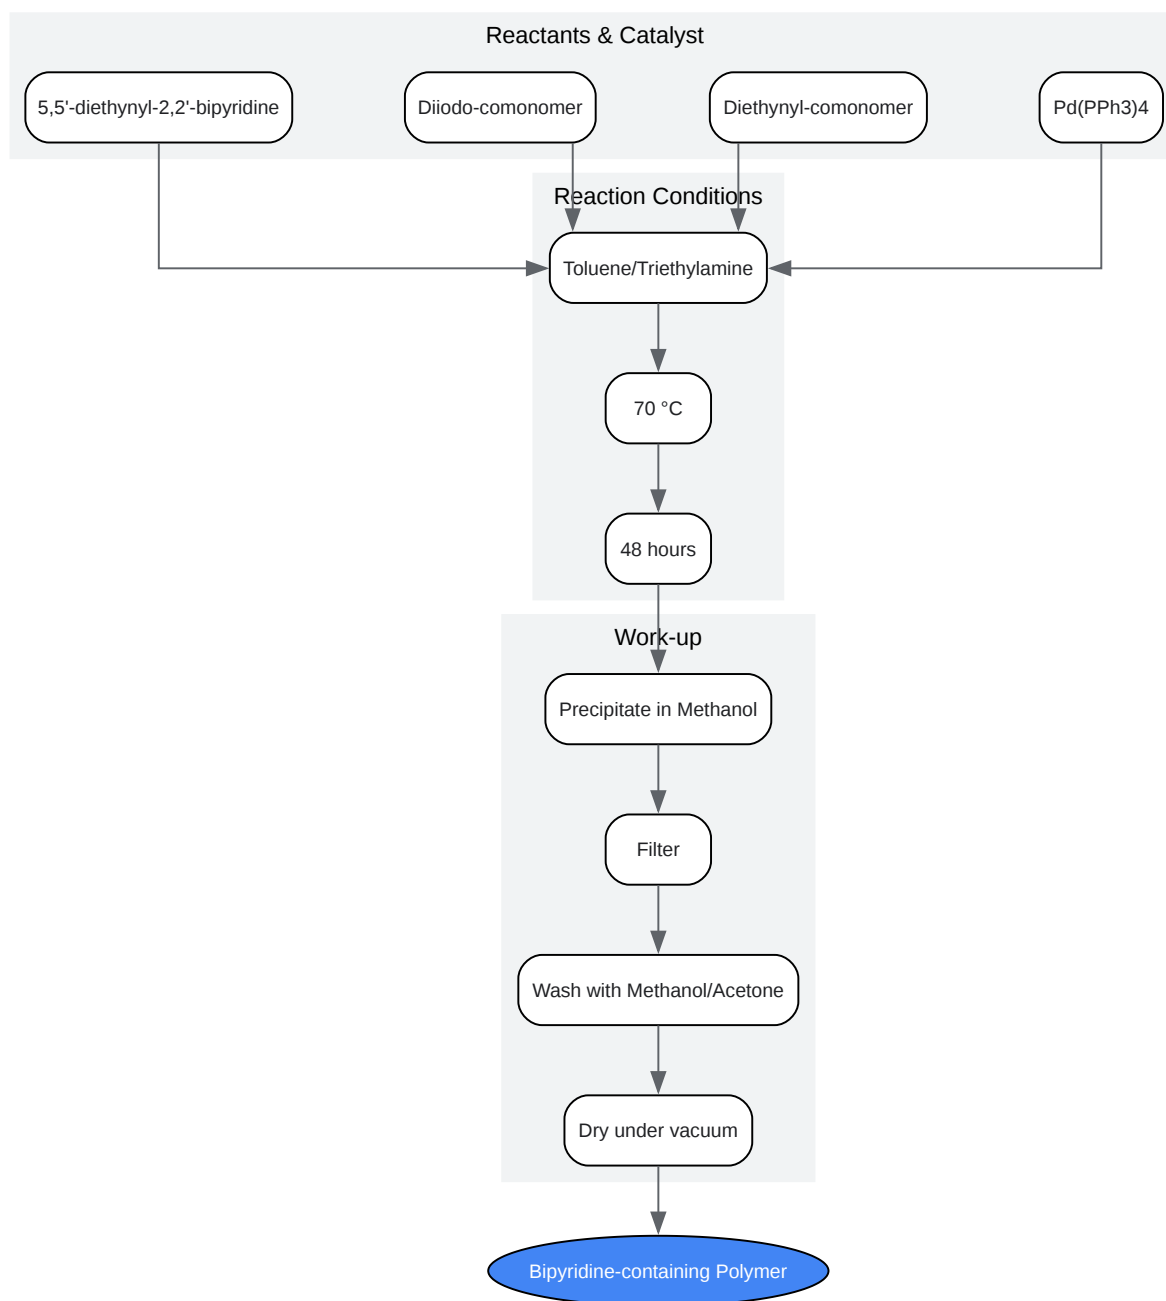 Reactants & Catalyst
5,5'-diethynyl-2,2'-bipyridine
Diiodo-comonomer
Diethynyl-comonomer
Pd(PPh3)4
Reaction Conditions
Toluene/Triethylamine
70 °C
48 hours
Work-up
Precipitate in Methanol
Filter
Wash with Methanol/Acetone
Dry under vacuum
Bipyridine-containing Polymer